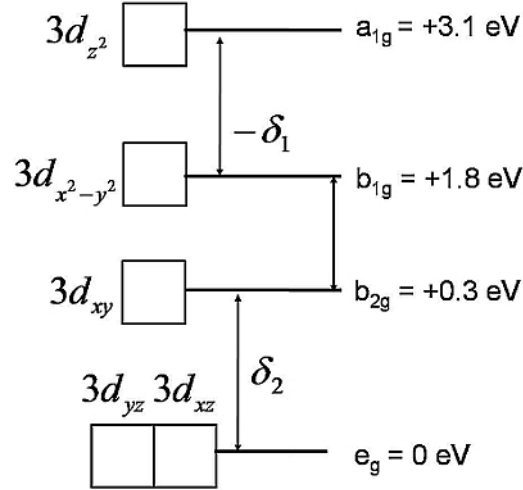 3d_{z^2} a_{1g} = +3.1 eV
−δ_1
3d_{x^2−y^2} b_{1g} = +1.8 eV
3d_{xy} b_{2g} = +0.3 eV
δ_2
3d_{yz} 3d_{xz}
e_g = 0 eV